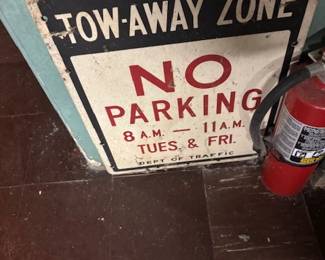 TOW-AWAY ZONE
NO
PARKING
8 A.M. — 11 A.M.
TUES. & FRI.
DEPT OF TRAFFIC